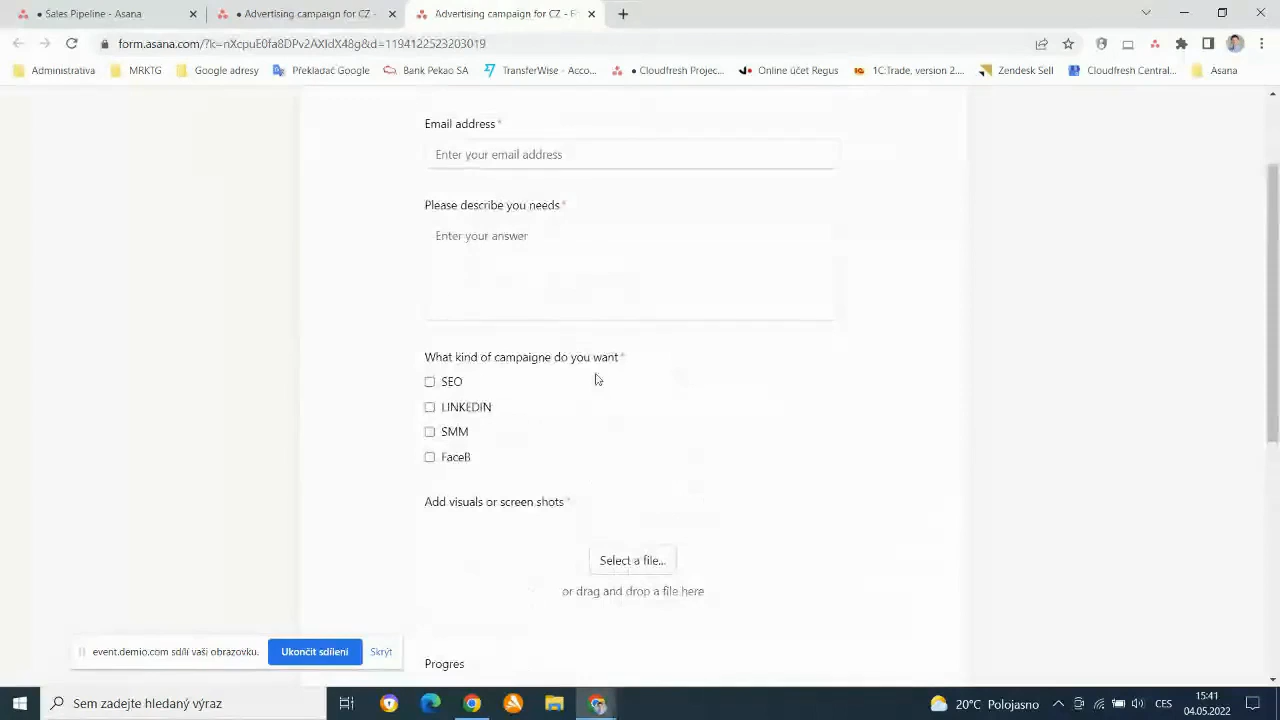 • Sales Pipeline - Asana
• Advertising campaign for CZ -
Advertising campaign for CZ - F
form.asana.com/?k=nXcpuE0fa8DPv2AXIdX48g&d=1194122523203019
Administrativa
MRKTG
Google adresy
Překladač Google
Bank Pekao SA
TransferWise - Acco...
• Cloudfresh Projec...
Online účet Regus
1C:Trade, version 2....
Zendesk Sell
Cloudfresh Central...
Asana
Email address *
Enter your email address
Please describe you needs *
Enter your answer
What kind of campaigne do you want *
SEO
LINKEDIN
SMM
FaceB
Add visuals or screen shots *
Select a file...
or drag and drop a file here
event.demio.com sdílí vaši obrazovku.
Ukončit sdílení
Skrýt
Progres
Sem zadejte hledaný výraz
20°C Polojasno
CES
15:41
04.05.2022